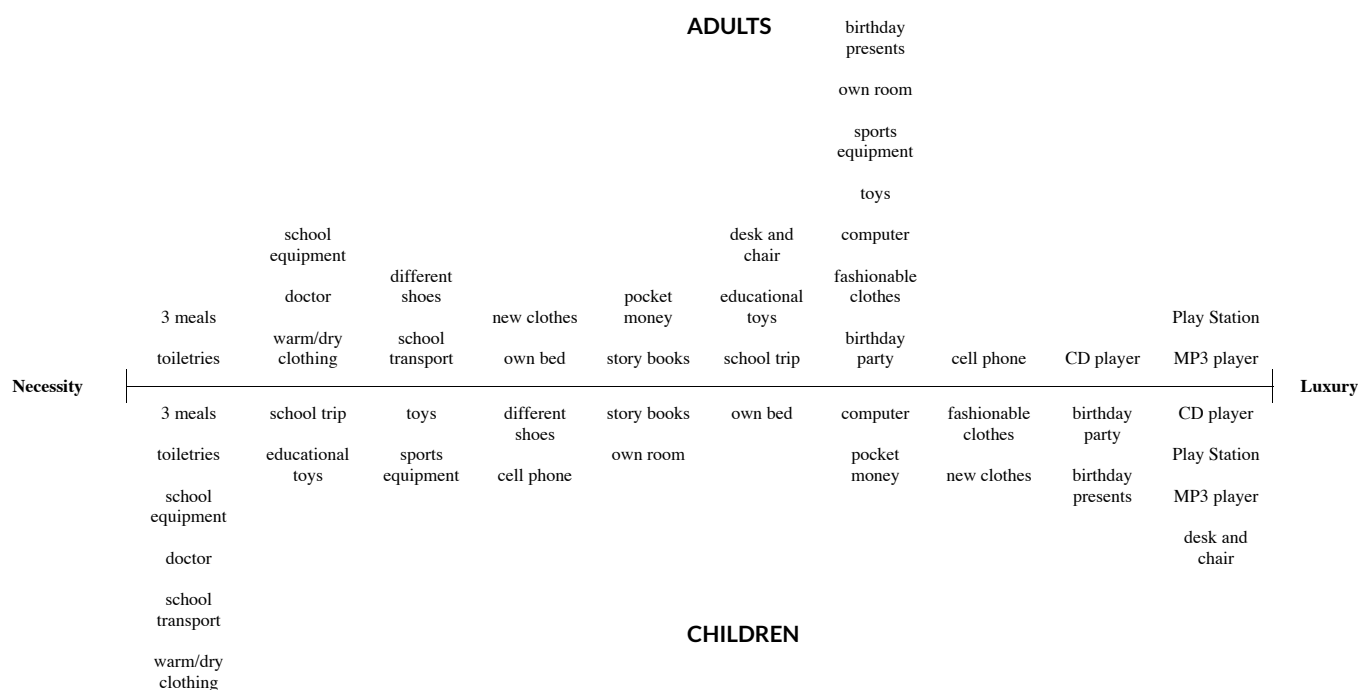 ADULTS
birthday
presents
own room
sports
equipment
toys
school
equipment
desk and
chair
computer
different
shoes
fashionable
clothes
doctor
pocket
money
educational
toys
3 meals
new clothes
Play Station
warm/dry
clothing
school
transport
birthday
party
toiletries
own bed
story books
school trip
cell phone
CD player
MP3 player
Necessity
Luxury
3 meals
school trip
toys
different
shoes
story books
own bed
computer
fashionable
clothes
birthday
party
CD player
toiletries
educational
toys
sports
equipment
cell phone
own room
pocket
money
new clothes
birthday
presents
Play Station
school
equipment
MP3 player
doctor
desk and
chair
school
transport
CHILDREN
warm/dry
clothing